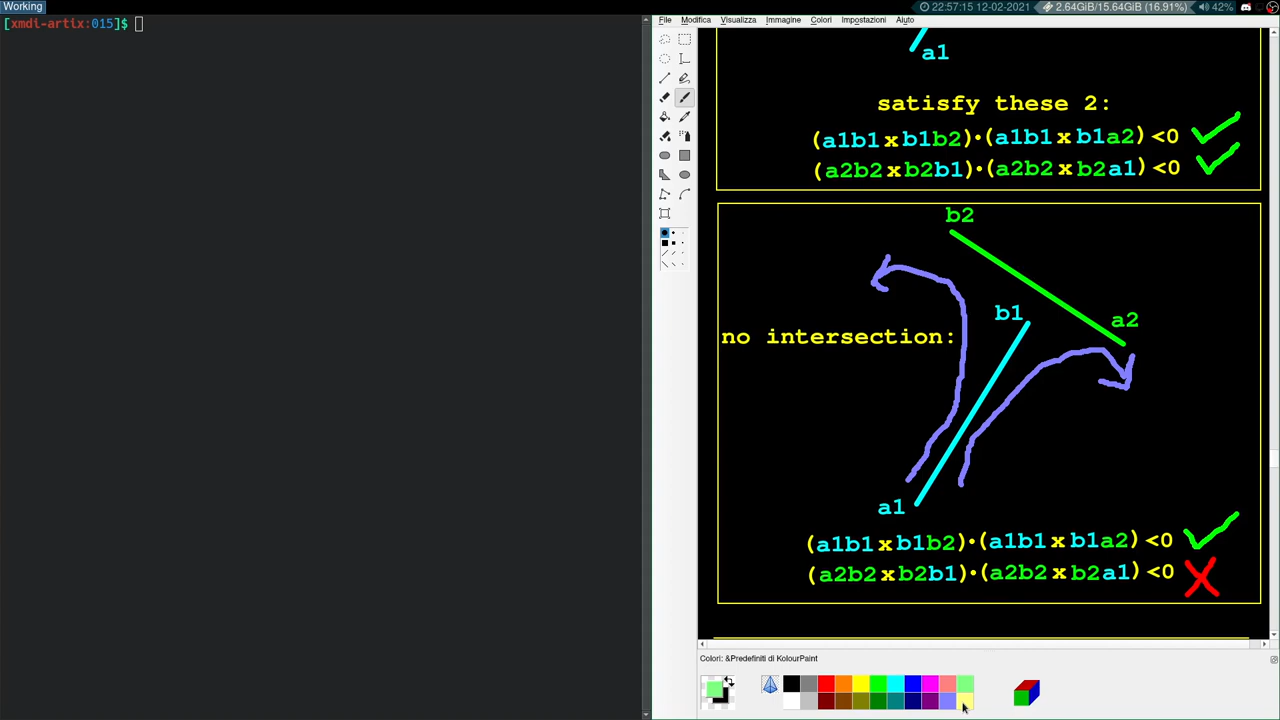 Working
22:57:15 12-02-2021
2.64GiB/15.64GiB (16.91%)
42%
[xmdi-artix:015]$
File Modifica Visualizza Immagine Colori Impostazioni Aiuto
a1
satisfy these 2:
(a1b1 x b1b2)·(a1b1 x b1a2) <0
(a2b2 x b2b1)·(a2b2 x b2a1) <0
b2
b1
a2
no intersection:
a1
(a1b1 x b1b2)·(a1b1 x b1a2) <0
(a2b2 x b2b1)·(a2b2 x b2a1) <0
Colori: &Predefiniti di KolourPaint